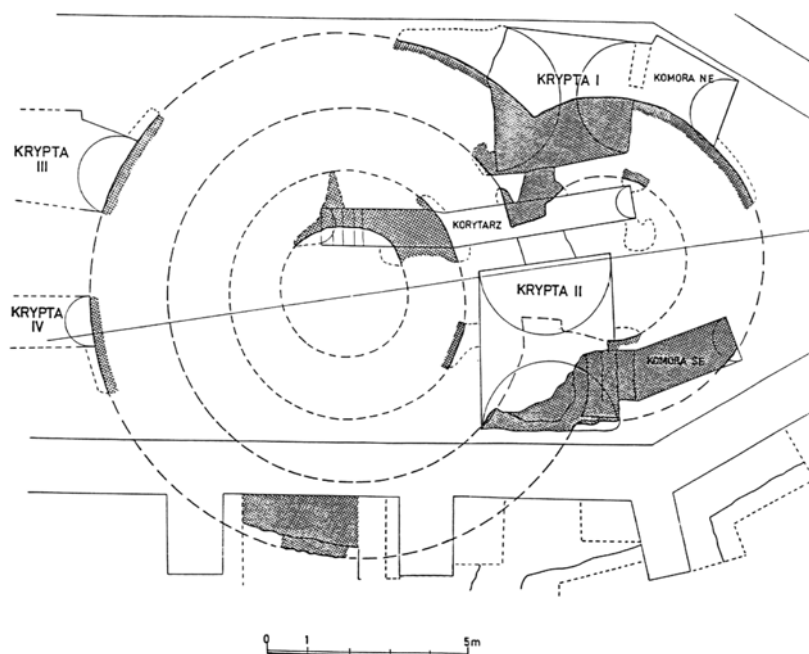 KRYPTA I
KOMORA NE
KRYPTA
III
KORYTARZ
KRYPTA II
KRYPTA
IV
KOMORA SE
0 1 5m